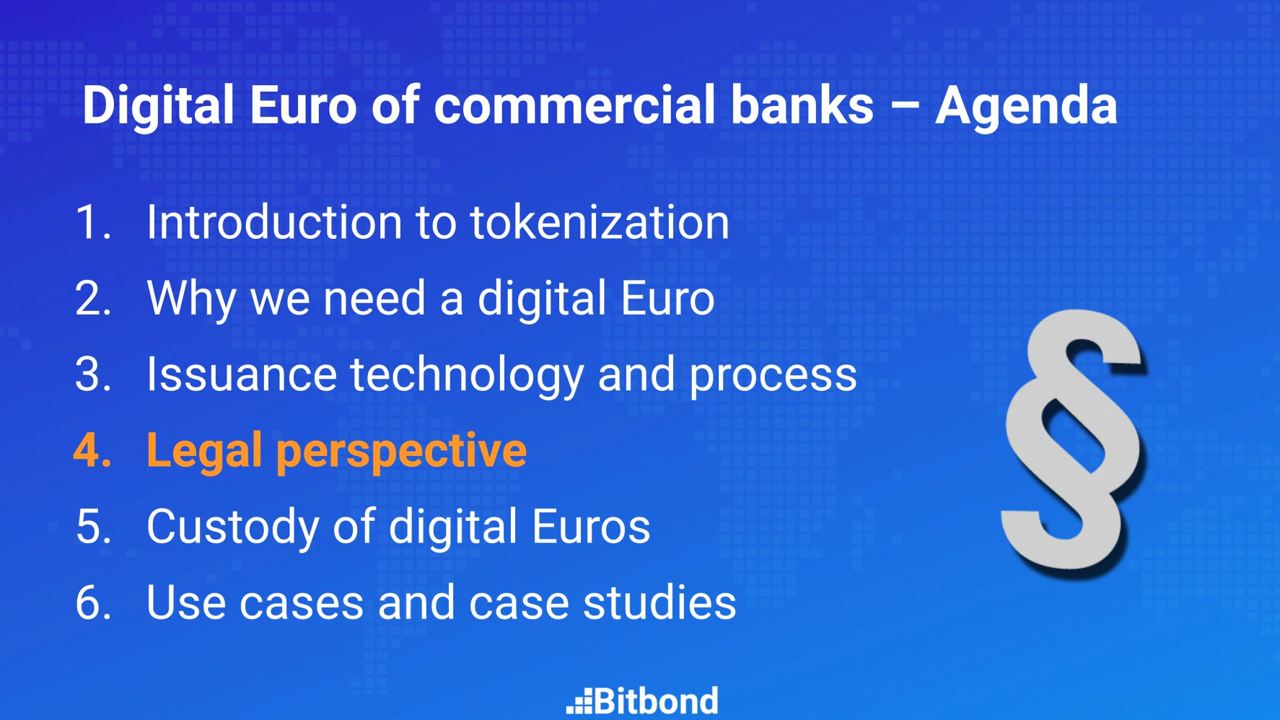 Digital Euro of commercial banks – Agenda
1. Introduction to tokenization
2. Why we need a digital Euro
3. Issuance technology and process
4. Legal perspective
5. Custody of digital Euros
6. Use cases and case studies
§
Bitbond